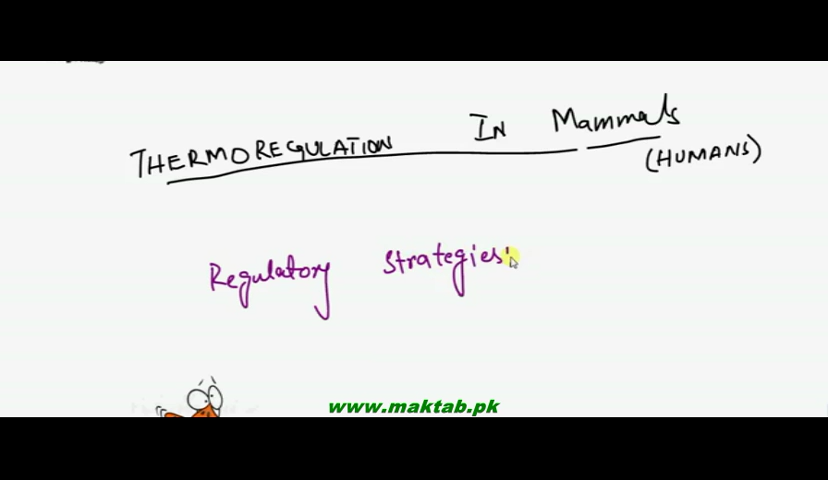 THERMOREGULATION IN Mammals
(HUMANS)
Regulatory Strategies:
www.maktab.pk